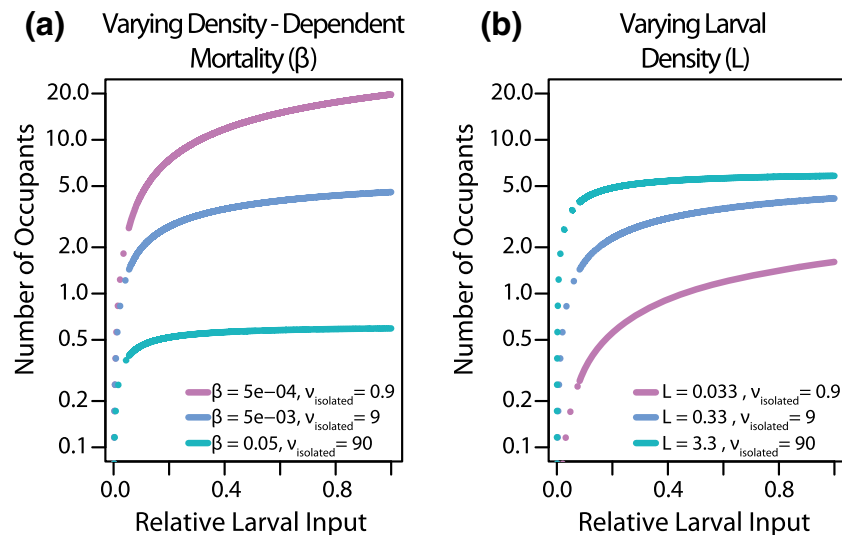 (a) Varying Density - Dependent
Mortality (β)
Number of Occupants
20.0
10.0
5.0
2.0
1.0
0.5
0.2
0.1
β = 5e−04, νisolated= 0.9
β = 5e−03, νisolated= 9
β = 0.05, νisolated= 90
0.0 0.4 0.8
Relative Larval Input
(b) Varying Larval
Density (L)
Number of Occupants
20.0
10.0
5.0
2.0
1.0
0.5
0.2
0.1
L = 0.033 , νisolated= 0.9
L = 0.33 , νisolated= 9
L = 3.3 , νisolated= 90
0.0 0.4 0.8
Relative Larval Input